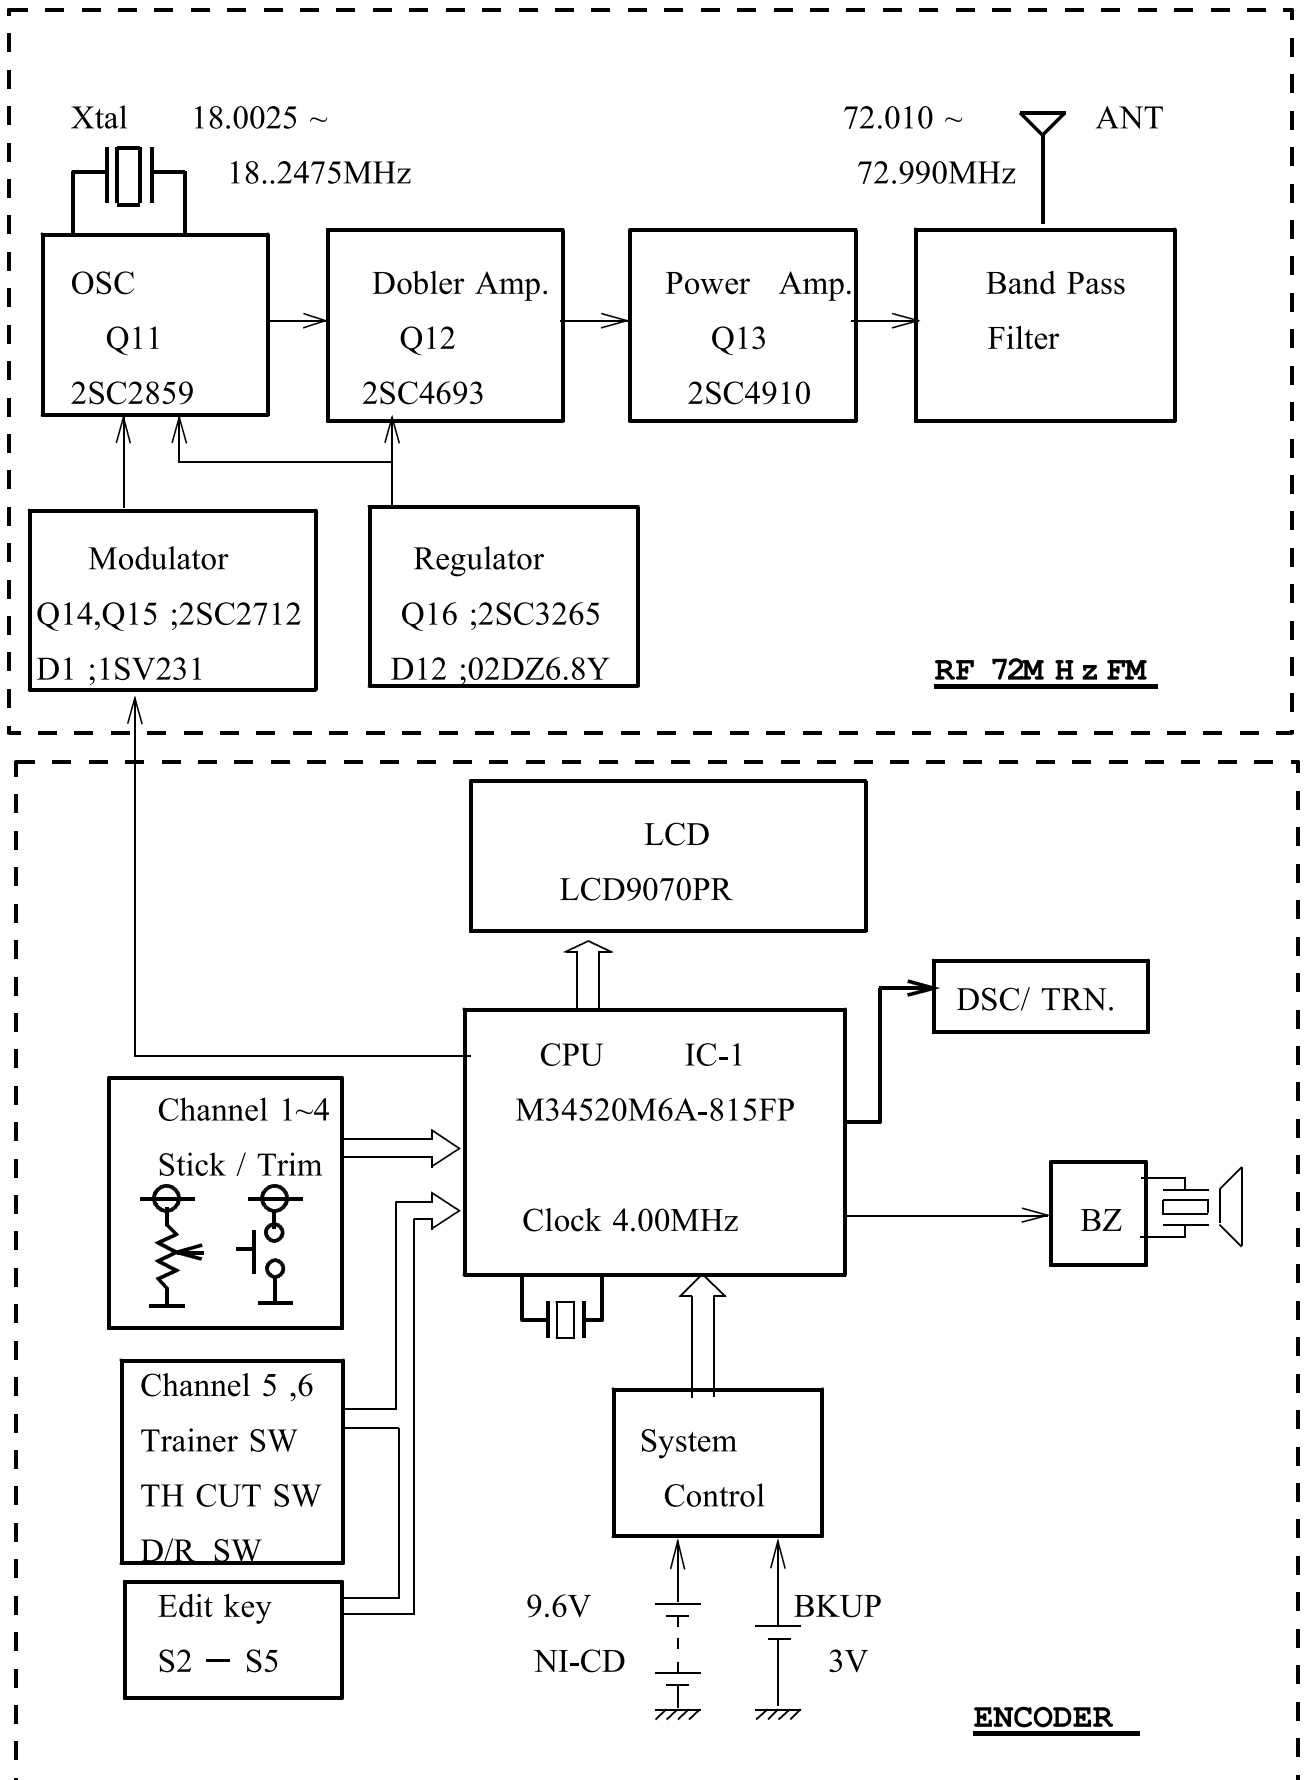 Xtal 18.0025 ~
18..2475MHz
72.010 ~ ANT
72.990MHz
OSC
Q11
2SC2859
Dobler Amp.
Q12
2SC4693
Power Amp.
Q13
2SC4910
Band Pass
Filter
Modulator
Q14,Q15 ;2SC2712
D1 ;1SV231
Regulator
Q16 ;2SC3265
D12 ;02DZ6.8Y
RF 72M H z FM
LCD
LCD9070PR
DSC/ TRN.
CPU IC-1
M34520M6A-815FP
Clock 4.00MHz
Channel 1~4
Stick / Trim
BZ
Channel 5 ,6
Trainer SW
TH CUT SW
D/R SW
System
Control
Edit key
S2 － S5
9.6V
NI-CD
BKUP
3V
ENCODER